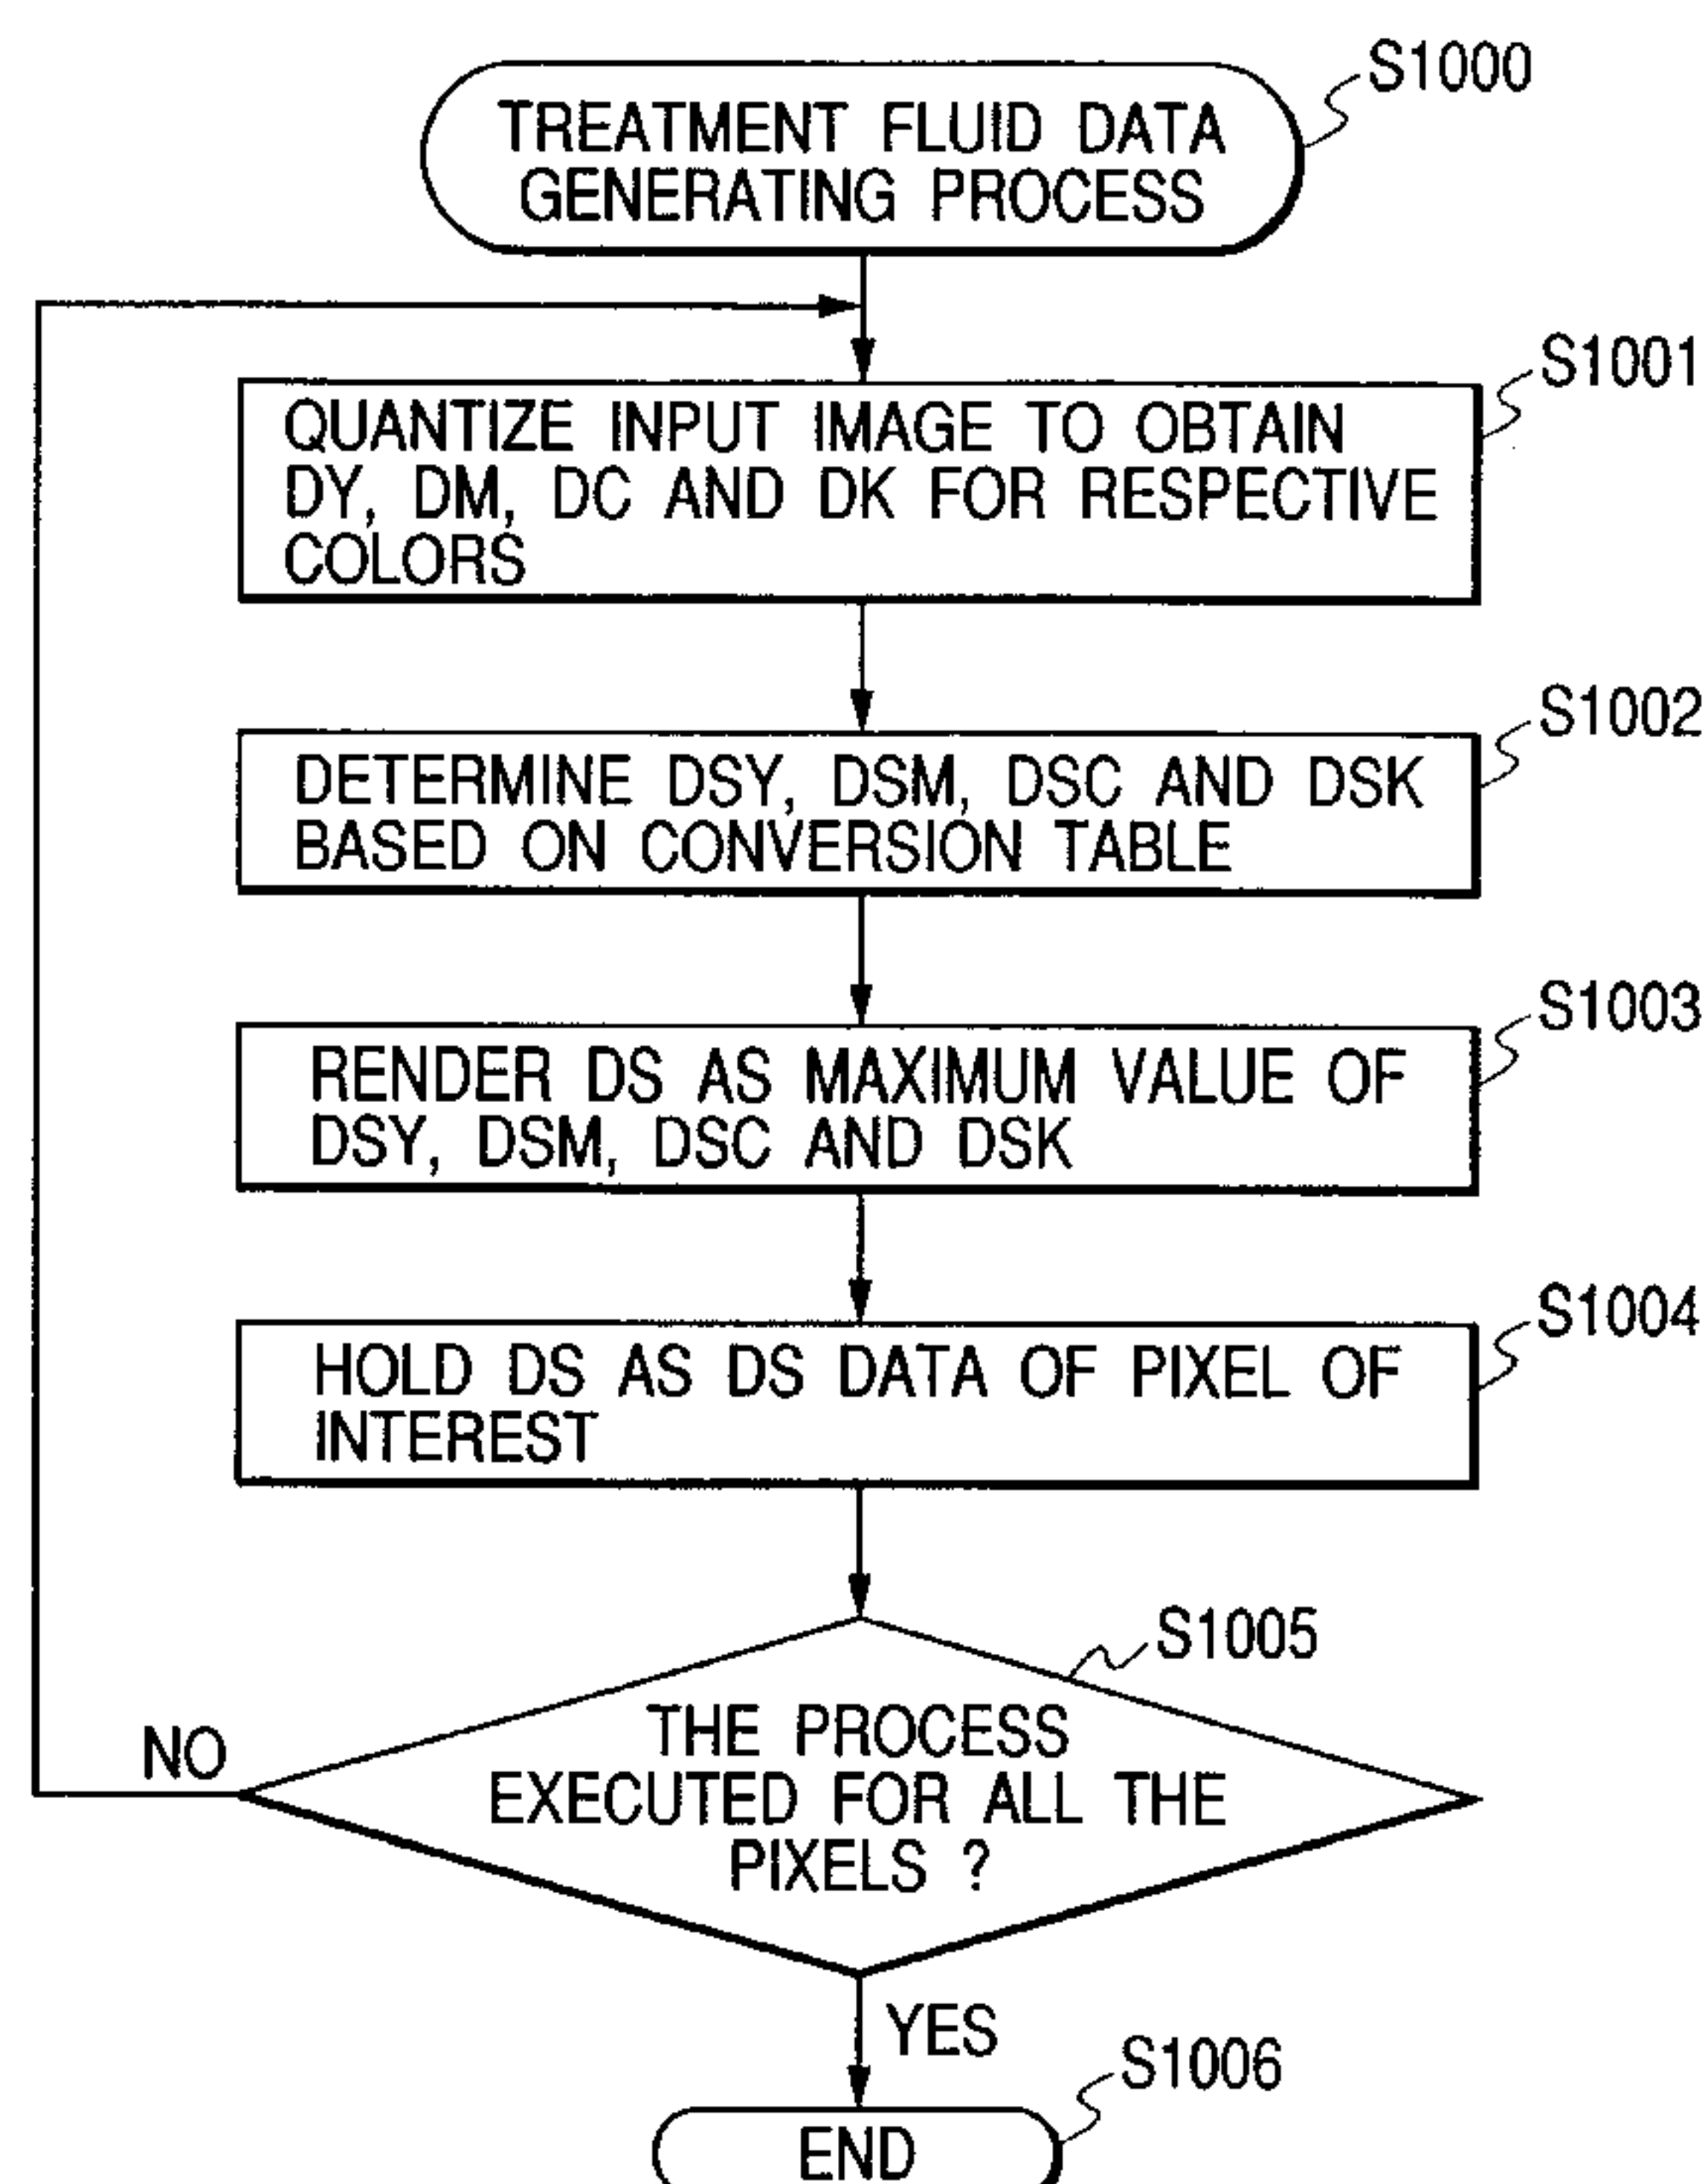 S1000
TREATMENT FLUID DATA
GENERATING PROCESS
S1001
QUANTIZE INPUT IMAGE TO OBTAIN
DY, DM, DC AND DK FOR RESPECTIVE
COLORS
S1002
DETERMINE DSY, DSM, DSC AND DSK
BASED ON CONVERSION TABLE
S1003
RENDER DS AS MAXIMUM VALUE OF
DSY, DSM, DSC AND DSK
S1004
HOLD DS AS DS DATA OF PIXEL OF
INTEREST
S1005
THE PROCESS
EXECUTED FOR ALL THE
PIXELS ?
NO
YES
S1006
END